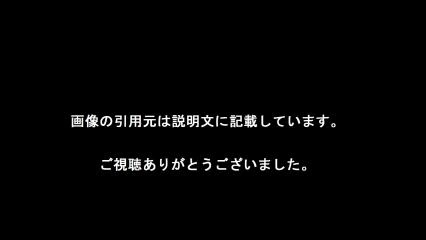 画像の引用元は説明文に記載しています。
ご視聴ありがとうございました。